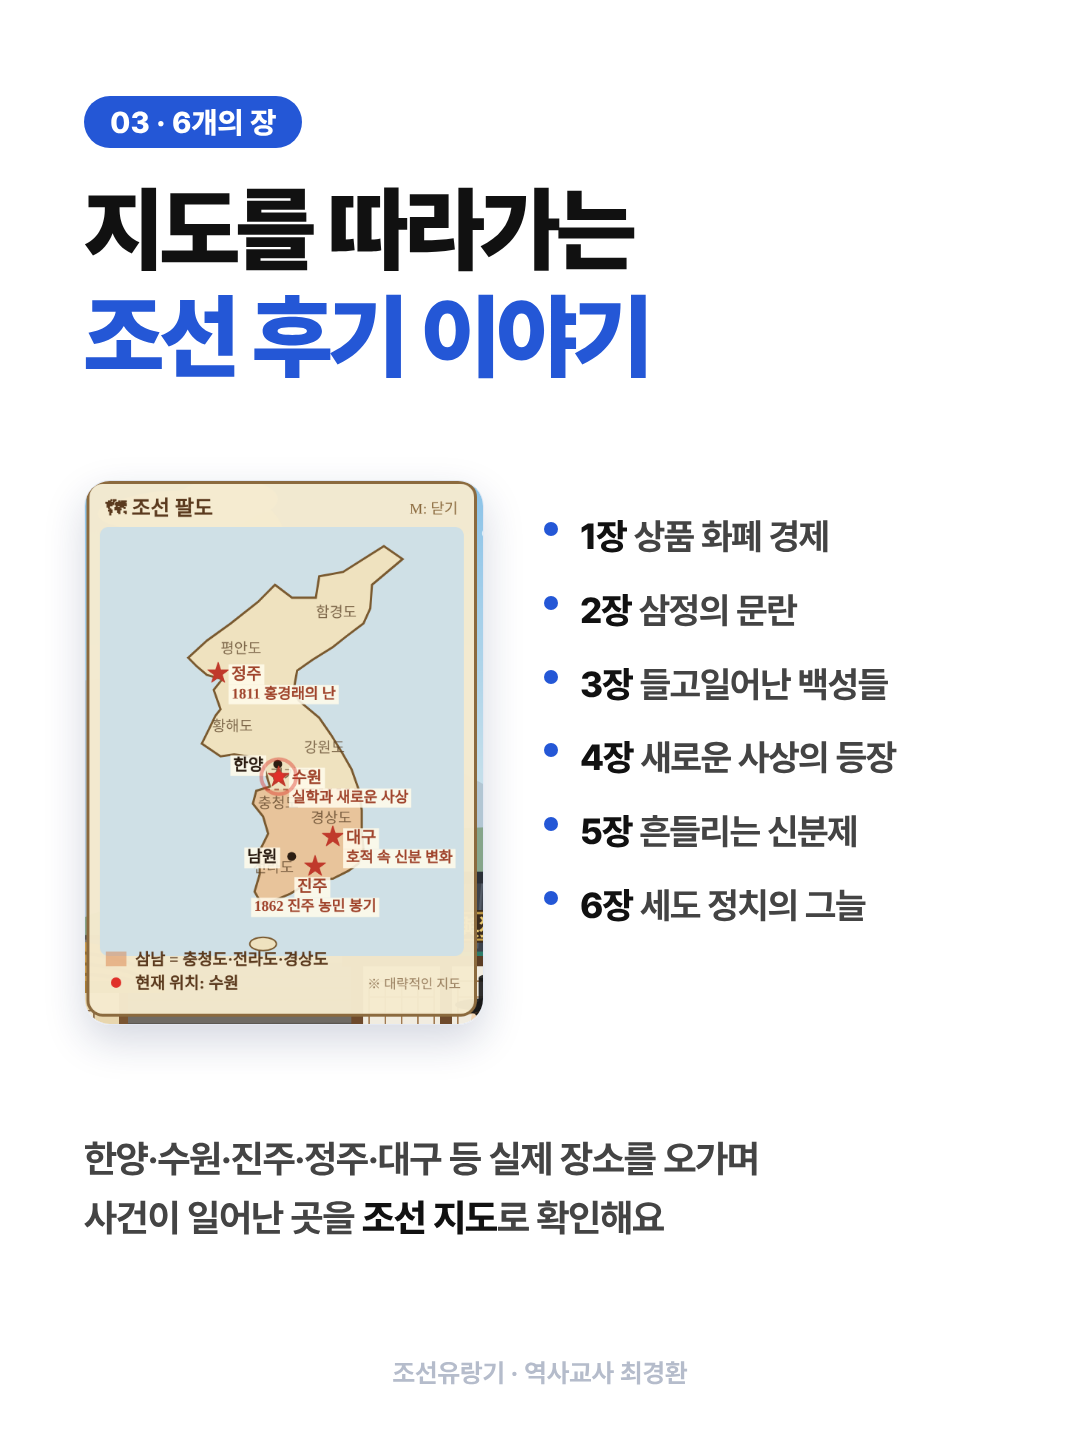 03 · 6개의 장
지도를 따라가는
조선 후기 이야기
조선 팔도
M: 닫기
함경도
평안도
정주
1811 홍경래의 난
황해도
강원도
한양
수원
실학과 새로운 사상
경상도
대구
호적 속 신분 변화
남원
진주
1862 진주 농민 봉기
삼남 = 충청도·전라도·경상도
현재 위치: 수원
※ 대략적인 지도
1장 상품 화폐 경제
2장 삼정의 문란
3장 들고일어난 백성들
4장 새로운 사상의 등장
5장 흔들리는 신분제
6장 세도 정치의 그늘
한양·수원·진주·정주·대구 등 실제 장소를 오가며
사건이 일어난 곳을 조선 지도로 확인해요
조선유랑기 · 역사교사 최경환